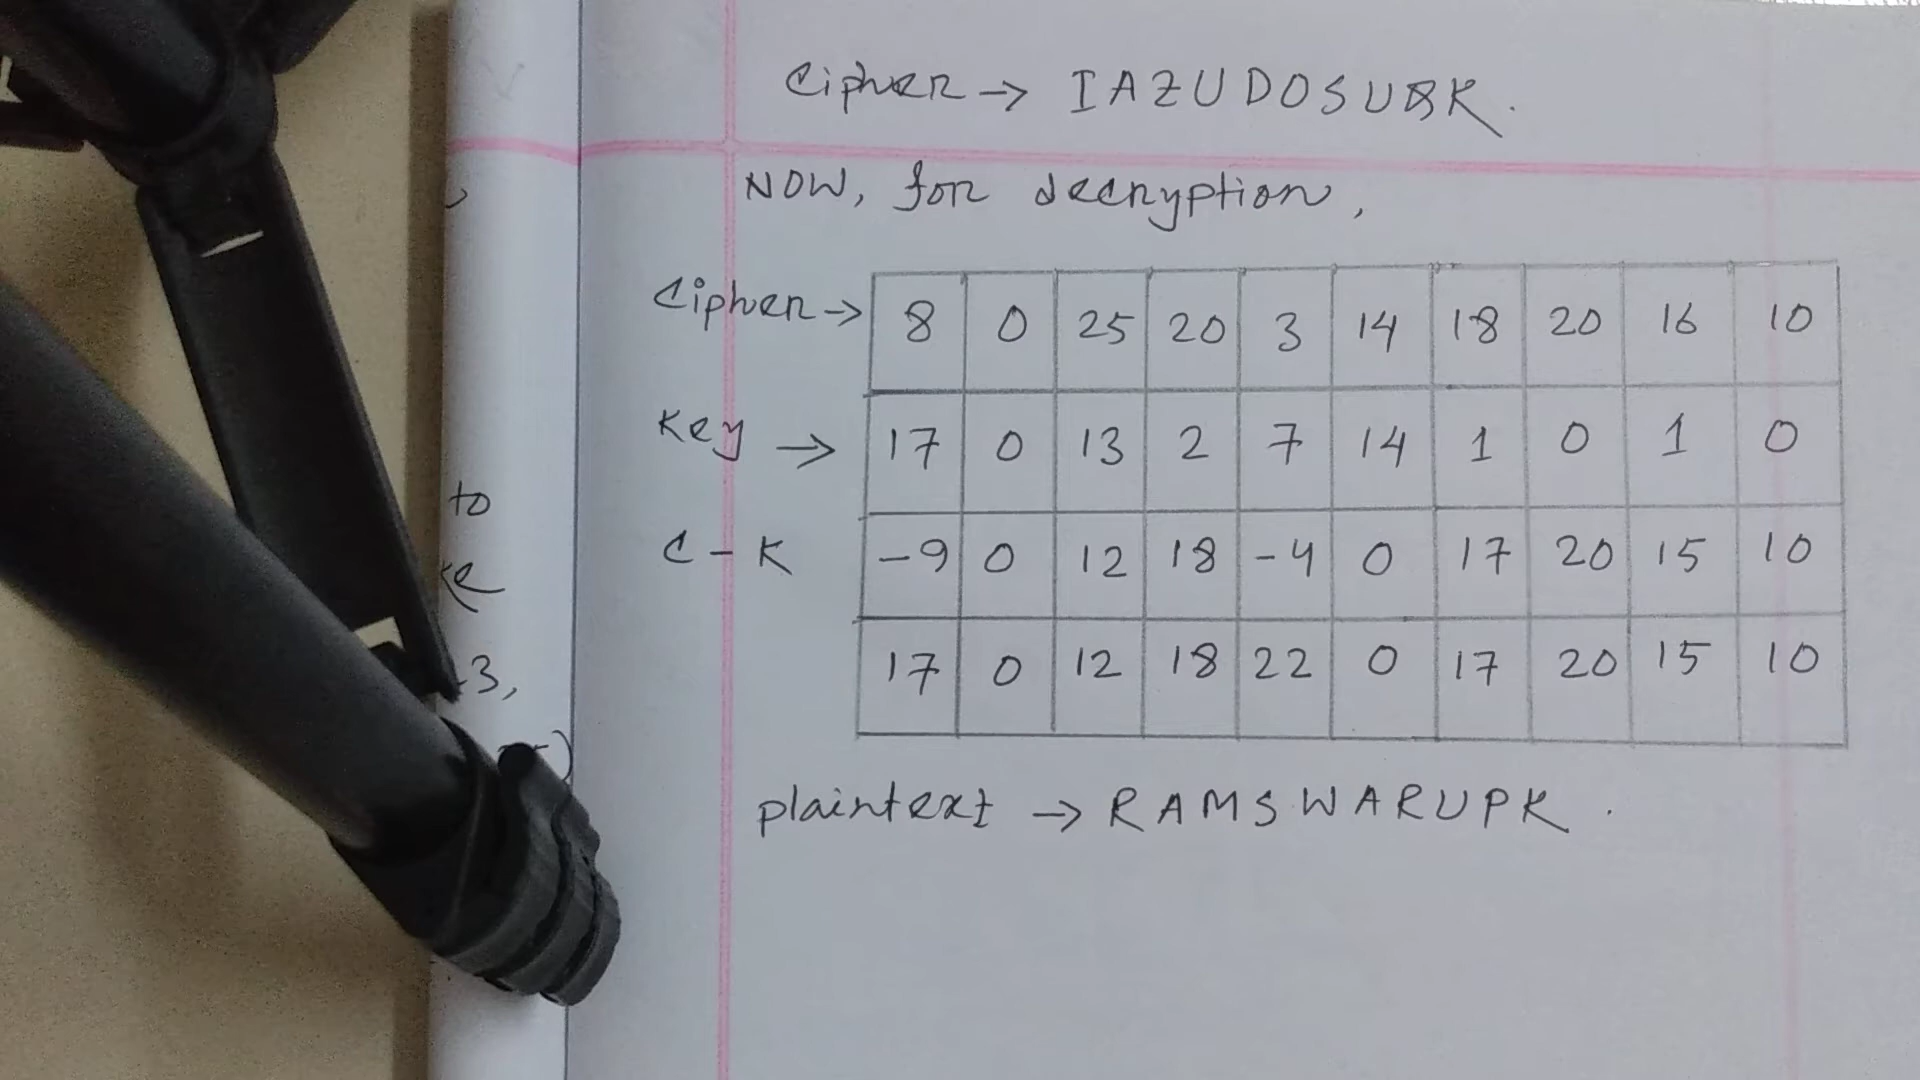 Cipher → IAZUDOSUQK.
NOW, for decryption,
Cipher → 8 0 25 20 3 14 18 20 16 10
Key → 17 0 13 2 7 14 1 0 1 0
C - K -9 0 12 18 -4 0 17 20 15 10
17 0 12 18 22 0 17 20 15 10
plaintext → RAMSWARUPK.
to
3,